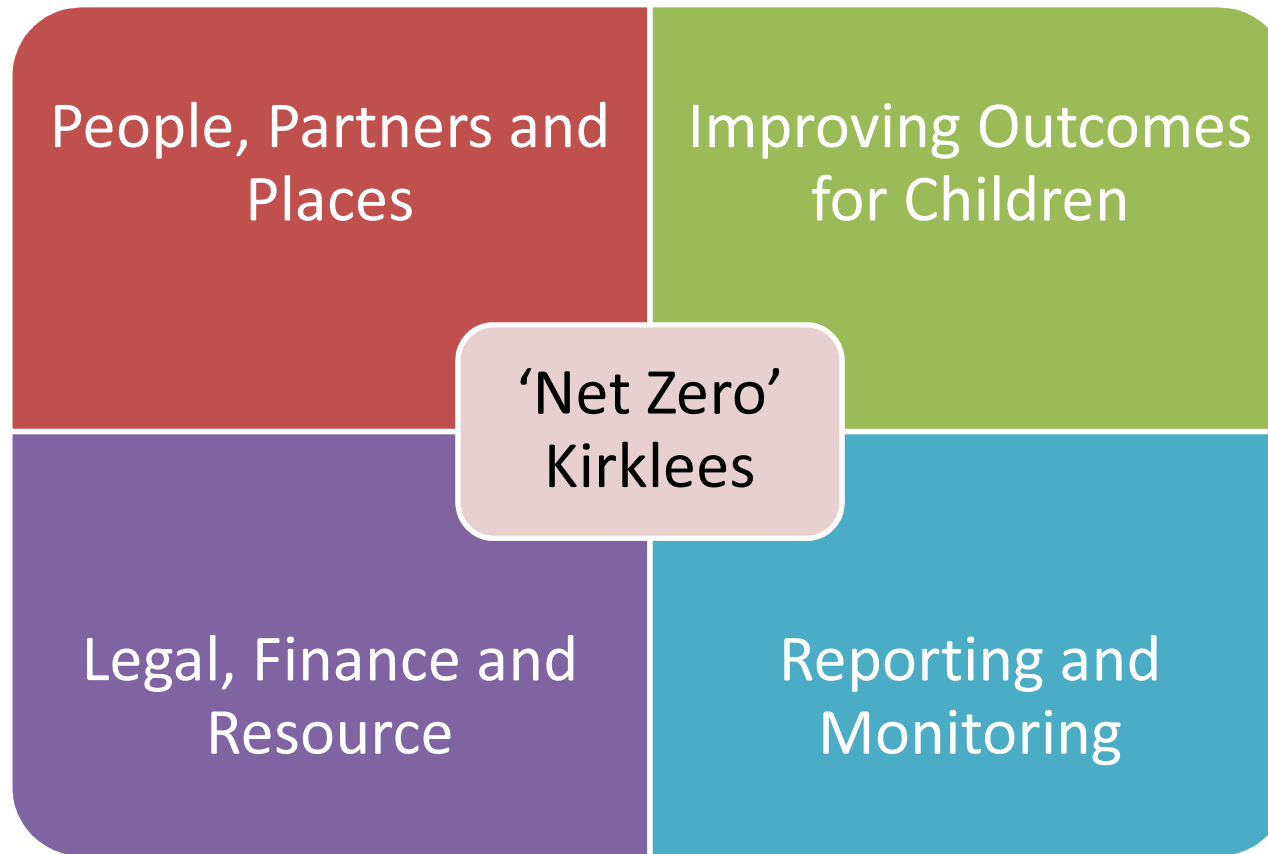 People, Partners and
Places
Improving Outcomes
for Children
‘Net Zero’
Kirklees
Legal, Finance and
Resource
Reporting and
Monitoring